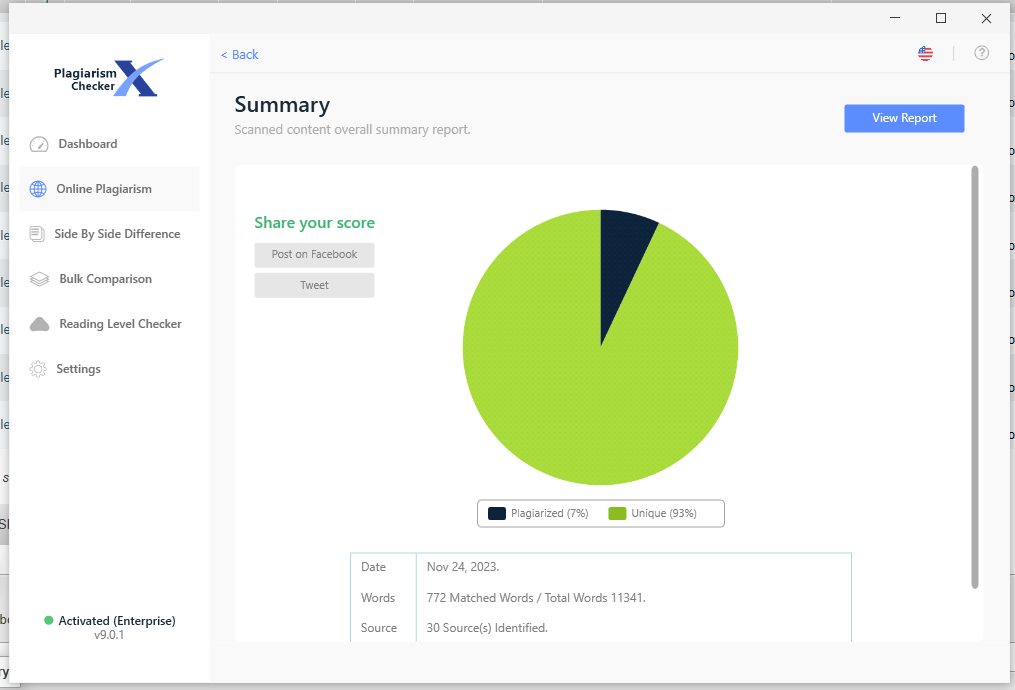 Plagiarism
Checker X
Dashboard
Online Plagiarism
Side By Side Difference
Bulk Comparison
Reading Level Checker
Settings
Activated (Enterprise)
v9.0.1
< Back
?
Summary
Scanned content overall summary report.
View Report
Share your score
Post on Facebook
Tweet
Plagiarized (7%) Unique (93%)
Date Nov 24, 2023.
Words 772 Matched Words / Total Words 11341.
Source 30 Source(s) Identified.